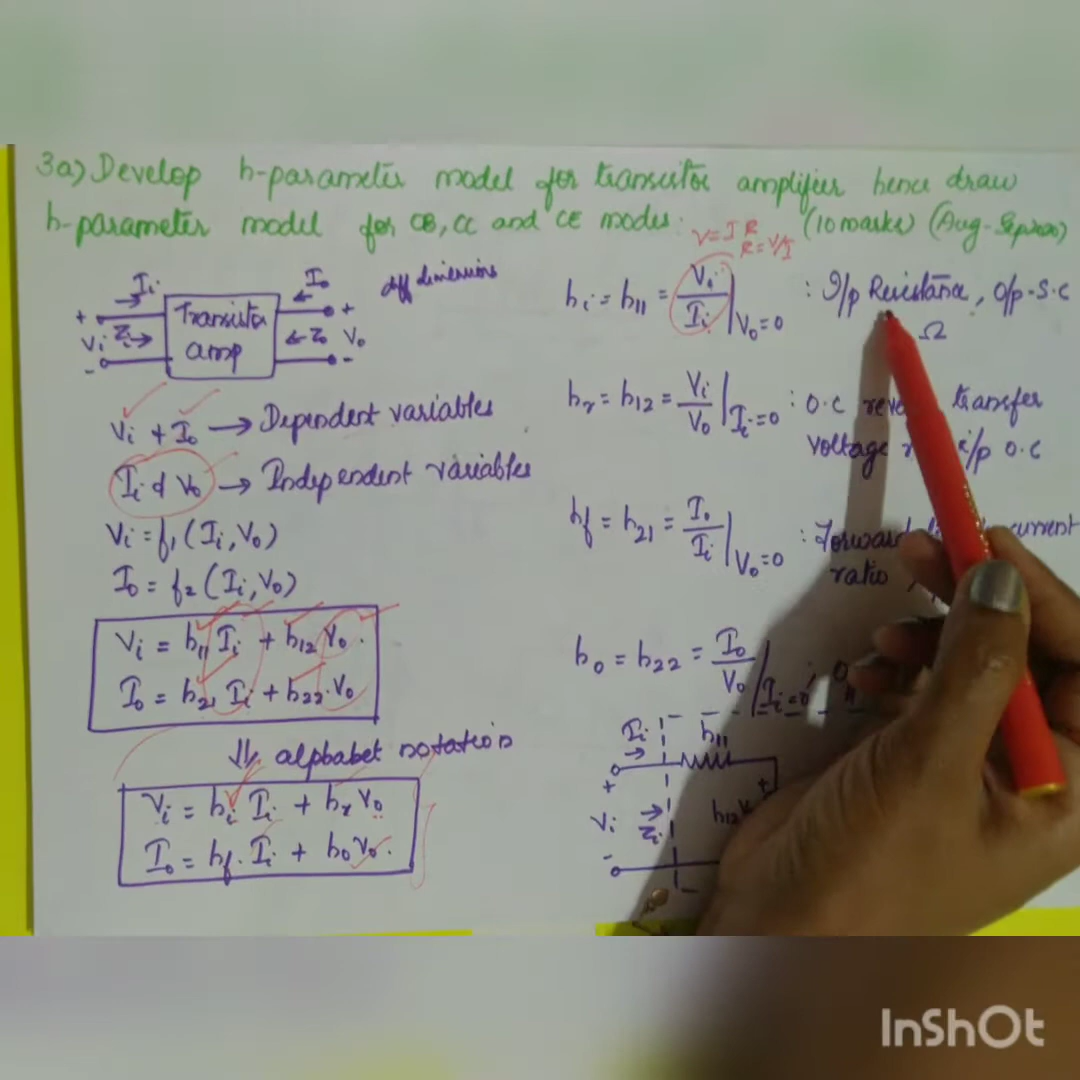 3a) Develop h-parameter model for transistor amplifier hence draw
h-parameter model for CB, CC and CE modes. (10 marks) (Aug-Sep 2020)
V=IR
R=V/I
Ii
Io
diff dimensions
+ Vi - Zi
Transistor
amp
Zo + Vo -
Vi & Io → Dependent variables
Ii & Vo → Independent variables
Vi = f1 (Ii, Vo)
Io = f2 (Ii, Vo)
Vi = h11 Ii + h12 Vo.
Io = h21 Ii + h22 . Vo
⇓ alphabet notation
Vi = hi Ii + hr Vo
Io = hf . Ii + ho Vo.
hi = h11 = Vi/Ii | Vo=0 : I/p Resistance, O/p - S.C
Ω
hr = h12 = Vi/Vo | Ii=0 : O.C transfer
voltage i/p O.C
hf = h21 = Io/Ii | Vo=0 : Forward current
ratio,
ho = h22 = Io/Vo | Ii=0 ;
Ii
h11
+
+
Vi
Zi
h12
-
InShOt